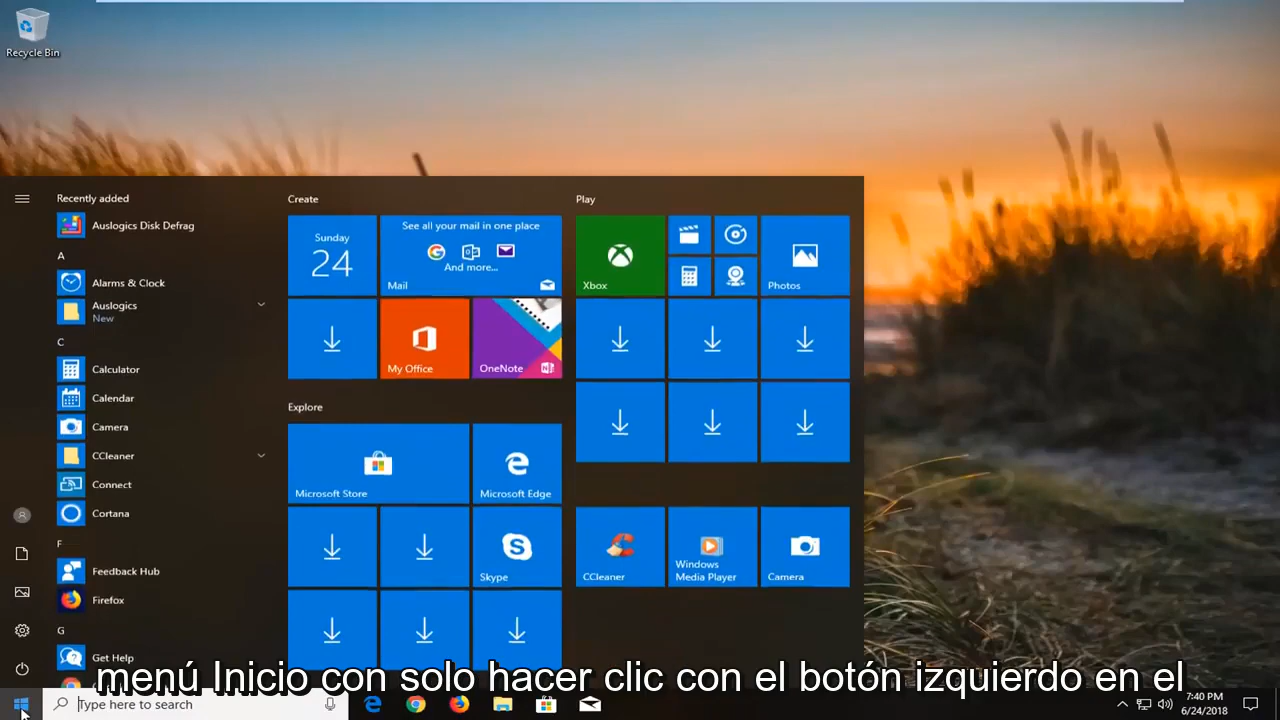 Recycle Bin
Recently added
Auslogics Disk Defrag
A
Alarms & Clock
Auslogics
New
C
Calculator
Calendar
Camera
CCleaner
Connect
Cortana
F
Feedback Hub
Firefox
G
Get Help
Create
Sunday
24
See all your mail in one place
And more...
Mail
My Office
OneNote
Explore
Microsoft Store
Microsoft Edge
Skype
Play
Xbox
Photos
CCleaner
Windows
Media Player
Camera
menú Inicio con solo hacer clic con el botón izquierdo en el
Type here to search
7:40 PM
6/24/2018